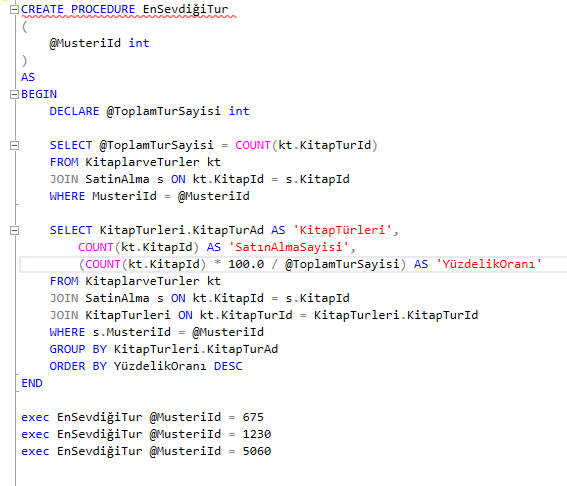 CREATE PROCEDURE EnSevdiğiTur
(
    @MusteriId int
)
AS
BEGIN
    DECLARE @ToplamTurSayisi int

    SELECT @ToplamTurSayisi = COUNT(kt.KitapTurId)
    FROM KitaplarveTurler kt
    JOIN SatinAlma s ON kt.KitapId = s.KitapId
    WHERE MusteriId = @MusteriId

    SELECT KitapTurleri.KitapTurAd AS 'KitapTürleri',
        COUNT(kt.KitapId) AS 'SatınAlmaSayisi',
        (COUNT(kt.KitapId) * 100.0 / @ToplamTurSayisi) AS 'YüzdelikOranı'
    FROM KitaplarveTurler kt
    JOIN SatinAlma s ON kt.KitapId = s.KitapId
    JOIN KitapTurleri ON kt.KitapTurId = KitapTurleri.KitapTurId
    WHERE s.MusteriId = @MusteriId
    GROUP BY KitapTurleri.KitapTurAd
    ORDER BY YüzdelikOranı DESC
END

exec EnSevdiğiTur @MusteriId = 675
exec EnSevdiğiTur @MusteriId = 1230
exec EnSevdiğiTur @MusteriId = 5060